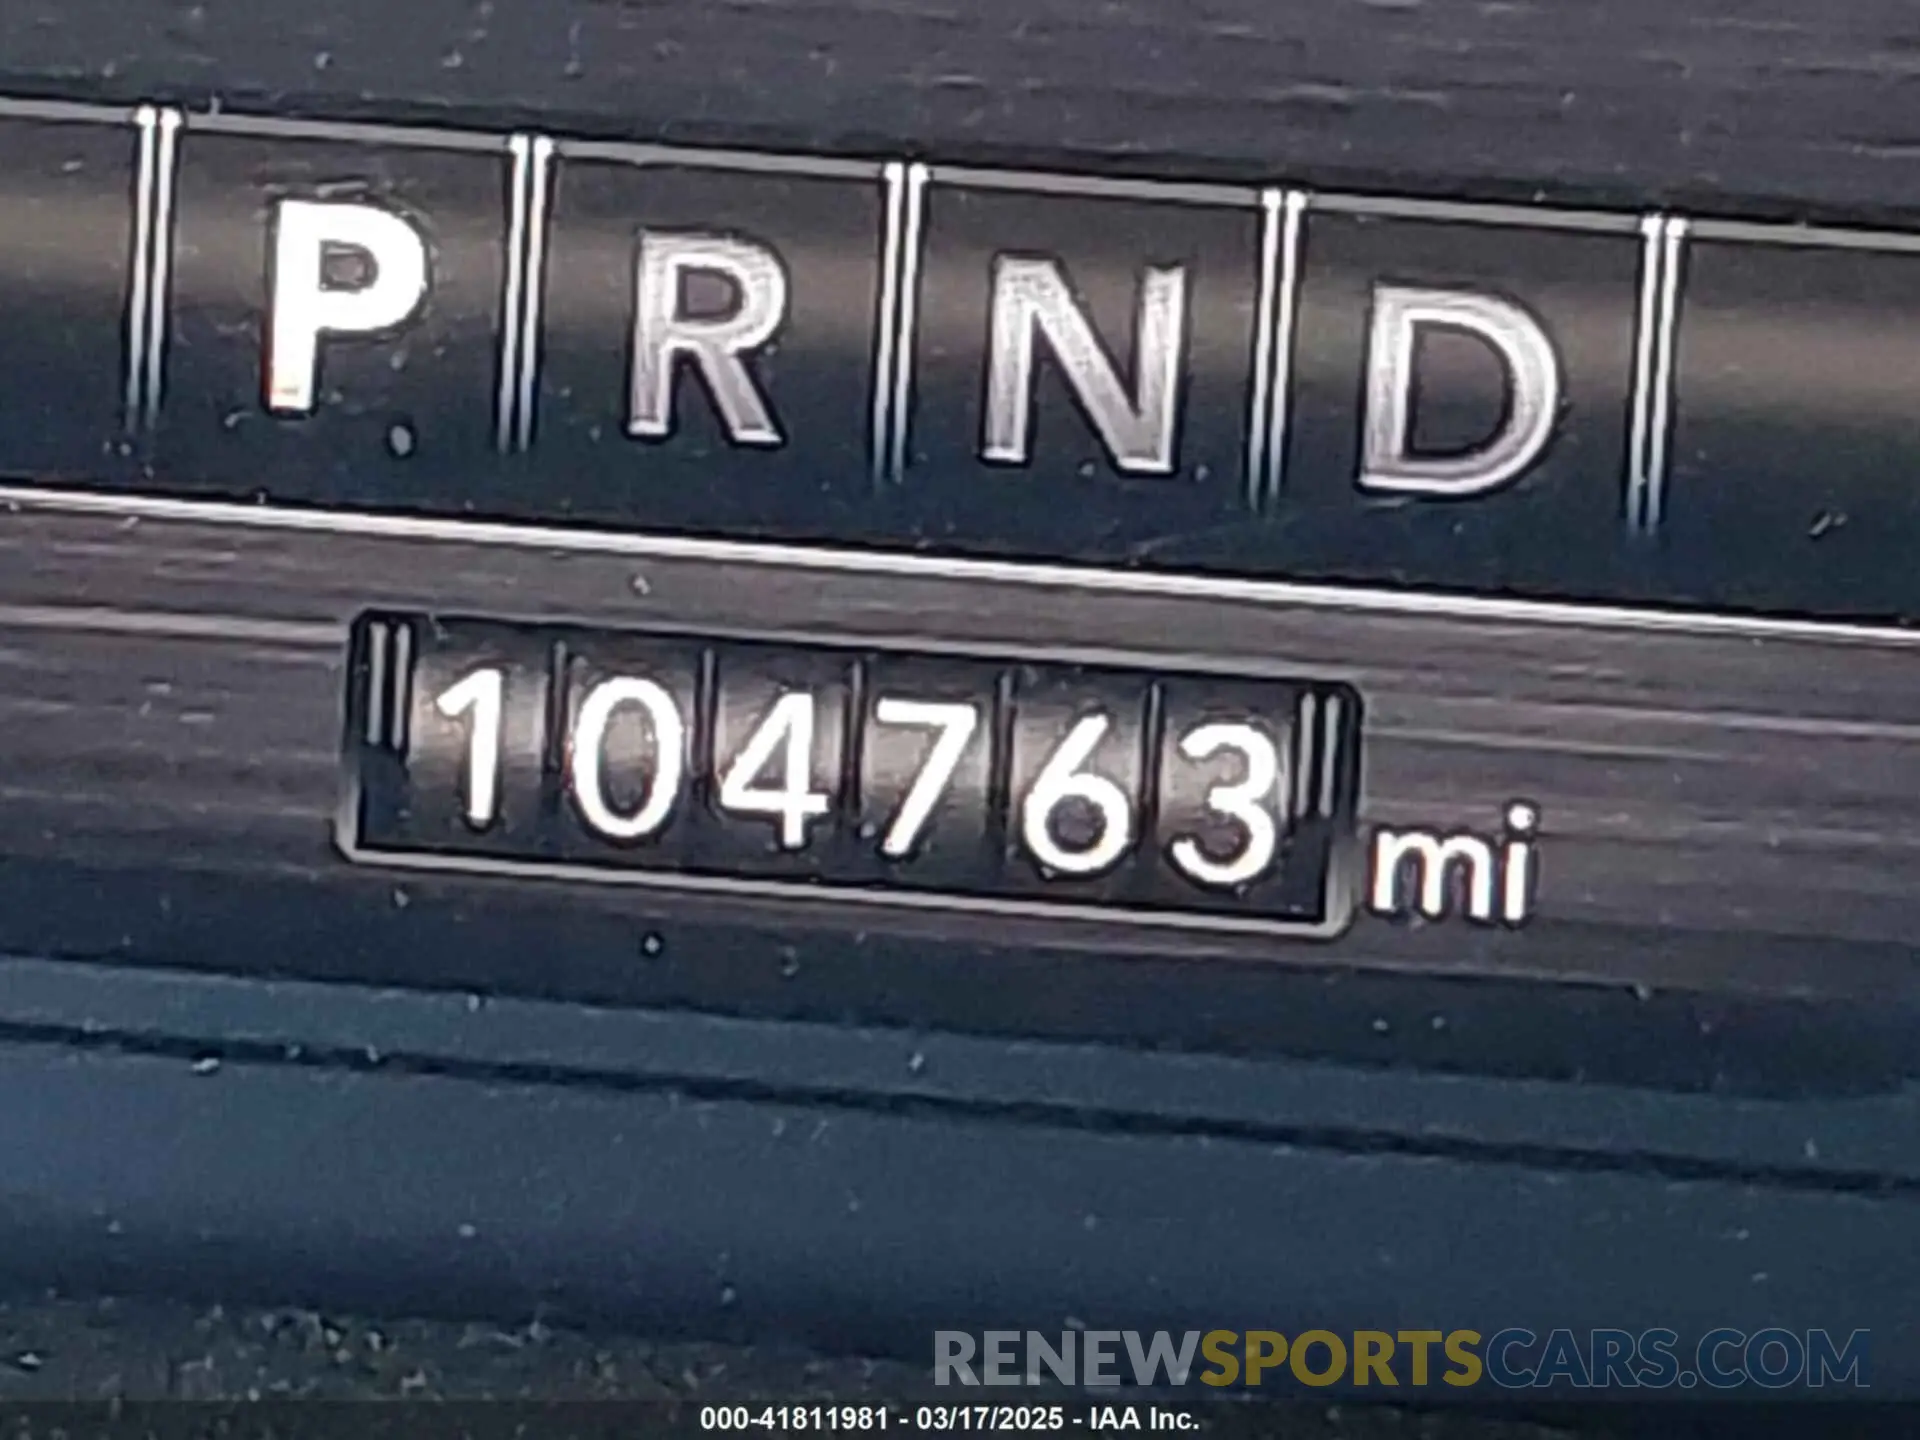 P R N D
104763 mi
RENEWSPORTSCARS.COM
000-41811981 - 03/17/2025 - IAA Inc.